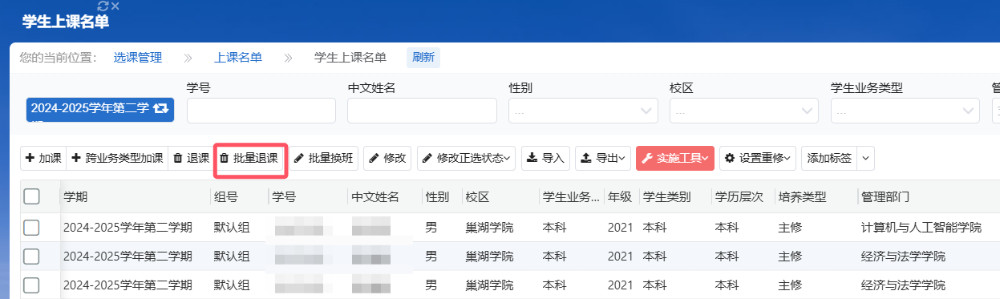 学生上课名单
您的当前位置： 选课管理 上课名单 学生上课名单 刷新
学号 中文姓名 性别 校区 学生业务类型
2024-2025学年第二学 ... ... ...
加课 跨业务类型加课 退课 批量退课 批量换班 修改 修改正选状态 导入 导出 实施工具 设置重修 添加标签
学期 组号 学号 中文姓名 性别 校区 学生业务... 年级 学生类别 学历层次 培养类型 管理部门
2024-2025学年第二学期 默认组 男 巢湖学院 本科 2021 本科 本科 主修 计算机与人工智能学院
2024-2025学年第二学期 默认组 男 巢湖学院 本科 2021 本科 本科 主修 经济与法学学院
2024-2025学年第二学期 默认组 男 巢湖学院 本科 2021 本科 本科 主修 经济与法学学院